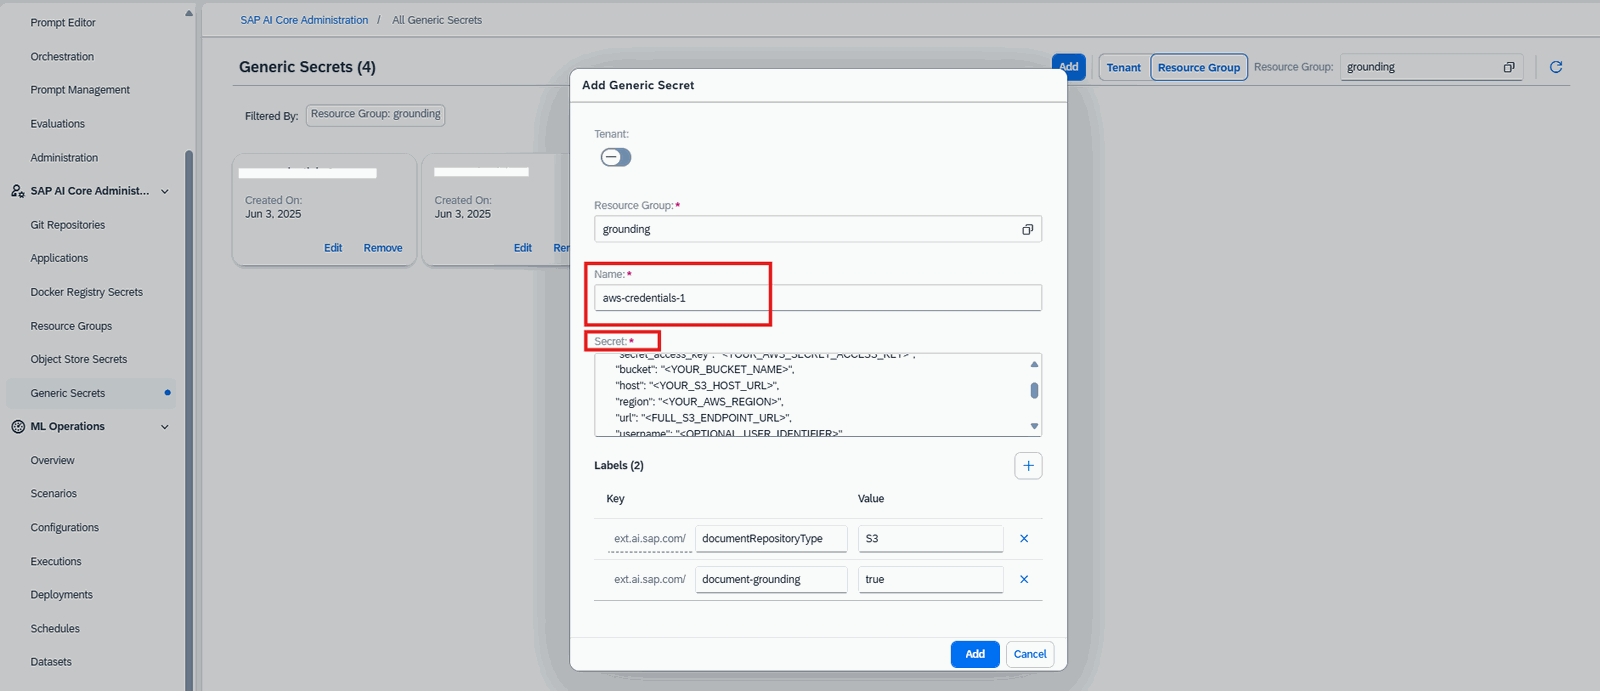 Prompt Editor
Orchestration
Prompt Management
Evaluations
Administration
SAP AI Core Administ...
Git Repositories
Applications
Docker Registry Secrets
Resource Groups
Object Store Secrets
Generic Secrets
ML Operations
Overview
Scenarios
Configurations
Executions
Deployments
Schedules
Datasets
SAP AI Core Administration / All Generic Secrets
Generic Secrets (4)
Add Tenant Resource Group Resource Group: grounding
Filtered By: Resource Group: grounding
Created On:
Jun 3, 2025
Edit Remove
Created On:
Jun 3, 2025
Edit
Add Generic Secret
Tenant:
Resource Group:*
grounding
Name:*
aws-credentials-1
Secret:*
"secret_access_key": "<YOUR_AWS_SECRET_ACCESS_KEY>",
"bucket": "<YOUR_BUCKET_NAME>",
"host": "<YOUR_S3_HOST_URL>",
"region": "<YOUR_AWS_REGION>",
"url": "<FULL_S3_ENDPOINT_URL>",
"username": "<OPTIONAL_USER_IDENTIFIER>"
Labels (2)
Key Value
ext.ai.sap.com/ documentRepositoryType S3
ext.ai.sap.com/ document-grounding true
Add Cancel